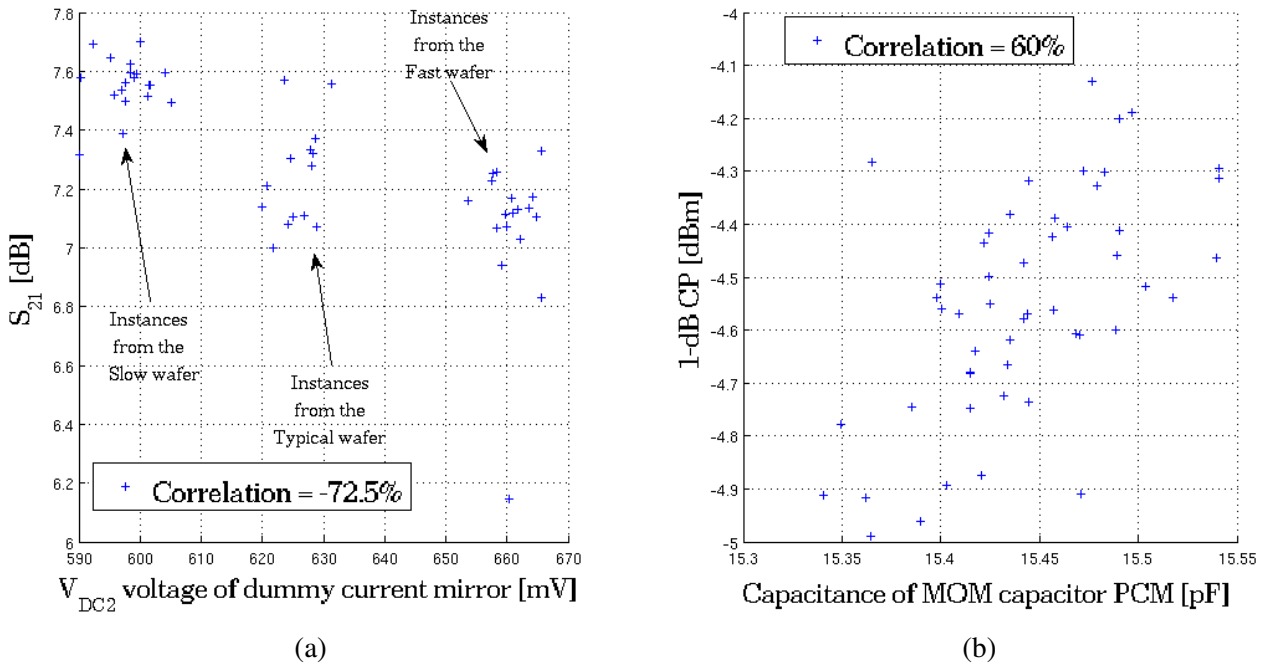 7.8
7.6
7.4
7.2
7
6.8
6.6
6.4
6.2
6
S21 [dB]
590 600 610 620 630 640 650 660 670
VDC2 voltage of dummy current mirror [mV]
Instances
from the
Slow wafer
Instances
from the
Typical wafer
Instances
from the
Fast wafer
Correlation = -72.5%
(a)
-4
-4.1
-4.2
-4.3
-4.4
-4.5
-4.6
-4.7
-4.8
-4.9
-5
1-dB CP [dBm]
15.3 15.35 15.4 15.45 15.5 15.55
Capacitance of MOM capacitor PCM [pF]
Correlation = 60%
(b)